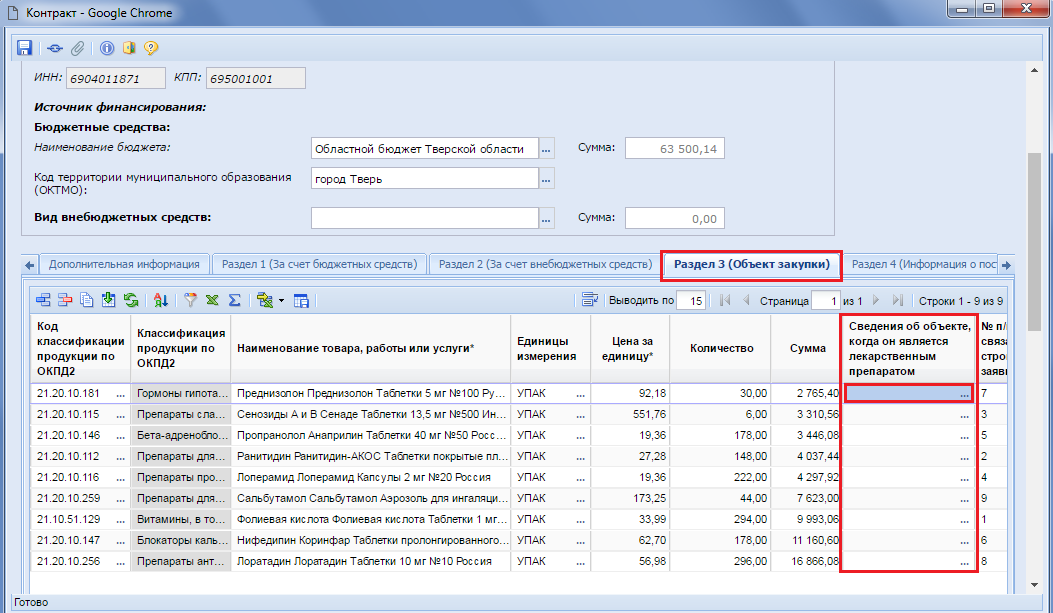 Контракт - Google Chrome
ИНН: 6904011871 КПП: 695001001
Источник финансирования:
Бюджетные средства:
Наименование бюджета: Областной бюджет Тверской области ... Сумма: 63 500,14
Код территории муниципального образования
(ОКТМО): город Тверь ...
Вид внебюджетных средств: ... Сумма: 0,00
Дополнительная информация Раздел 1 (За счет бюджетных средств) Раздел 2 (За счет внебюджетных средств) Раздел 3 (Объект закупки) Раздел 4 (Информация о пост
Выводить по 15 Страница 1 из 1 Строки 1 - 9 из 9
Код
классификации
продукции по
ОКПД2
Классификация
продукции по
ОКПД2
Наименование товара, работы или услуги*
Единицы
измерения
Цена за
единицу*
Количество
Сумма
Сведения об объекте,
когда он является
лекарственным
препаратом
№ п/
связа
стро
заяв
21.20.10.181 ... Гормоны гипота... Преднизолон Преднизолон Таблетки 5 мг №100 Ру... УПАК ... 92,18 30,00 2 765,40 ... 7
21.20.10.115 ... Препараты сла... Сенозиды А и В Сенаде Таблетки 13,5 мг №500 Ин... УПАК ... 551,76 6,00 3 310,56 ... 3
21.20.10.146 ... Бета-адренобло... Пропранолол Анаприлин Таблетки 40 мг №50 Росс... УПАК ... 19,36 178,00 3 446,08 ... 5
21.20.10.112 ... Препараты для... Ранитидин Ранитидин-АКОС Таблетки покрытые пл... УПАК ... 27,28 148,00 4 037,44 ... 2
21.20.10.116 ... Препараты про... Лоперамид Лоперамид Капсулы 2 мг №20 Россия УПАК ... 19,36 222,00 4 297,92 ... 4
21.20.10.259 ... Препараты для... Сальбутамол Сальбутамол Аэрозоль для ингаляци... УПАК ... 173,25 44,00 7 623,00 ... 9
21.10.51.129 ... Витамины, в то... Фолиевая кислота Фолиевая кислота Таблетки 1 мг... УПАК ... 33,99 294,00 9 993,06 ... 1
21.20.10.147 ... Блокаторы каль... Нифедипин Коринфар Таблетки пролонгированного... УПАК ... 62,70 178,00 11 160,60 ... 6
21.20.10.256 ... Препараты ант... Лоратадин Лоратадин Таблетки 10 мг №10 Россия УПАК ... 56,98 296,00 16 866,08 ... 8
Готово